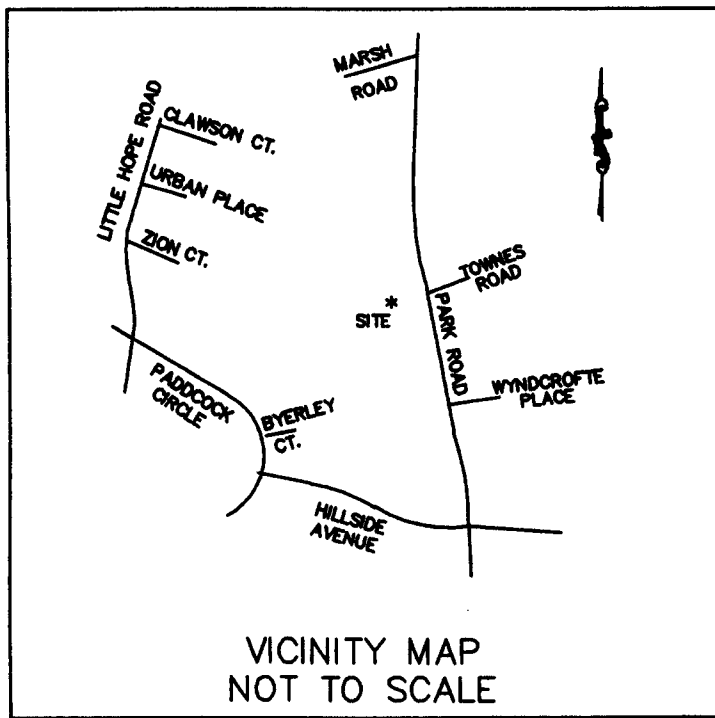 MARSH
ROAD
LITTLE HOPE ROAD
CLAWSON CT.
URBAN PLACE
ZION CT.
TOWNES
ROAD
SITE *
PARK ROAD
WYNDCROFTE
PLACE
PADDCOCK
CIRCLE
BYERLEY
CT.
HILLSIDE
AVENUE
VICINITY MAP
NOT TO SCALE